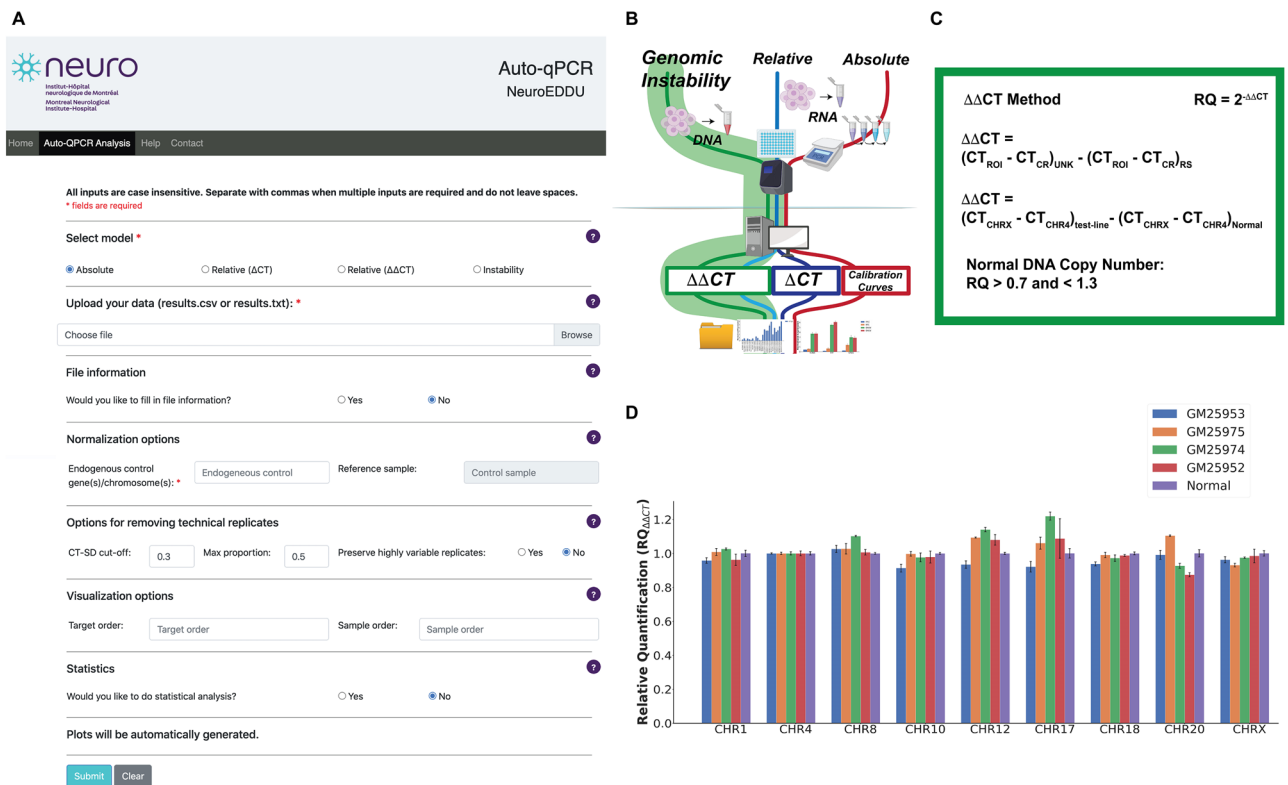 A
neuro
Institut-Hôpital
neurologique de Montréal
Montreal Neurological
Institute-Hospital
Auto-qPCR
NeuroEDDU
Home Auto-QPCR Analysis Help Contact
All inputs are case insensitive. Separate with commas when multiple inputs are required and do not leave spaces.
* fields are required
Select model *
?
Absolute Relative (ΔCT) Relative (ΔΔCT) Instability
Upload your data (results.csv or results.txt): *
?
Choose file Browse
File information
?
Would you like to fill in file information? Yes No
Normalization options
?
Endogenous control
gene(s)/chromosome(s): *
Endogeneous control
Reference sample:
Control sample
Options for removing technical replicates
?
CT-SD cut-off: 0.3 Max proportion: 0.5 Preserve highly variable replicates: Yes No
Visualization options
?
Target order: Target order Sample order: Sample order
Statistics
?
Would you like to do statistical analysis? Yes No
Plots will be automatically generated.
Submit Clear
B
Genomic
Instability
Relative
Absolute
DNA
RNA
ΔΔCT
ΔCT
Calibration
Curves
C
ΔΔCT Method RQ = 2-ΔΔCT
ΔΔCT =
(CTROI - CTCR)UNK - (CTROI - CTCR)RS
ΔΔCT =
(CTCHRX - CTCHR4)test-line- (CTCHRX - CTCHR4)Normal
Normal DNA Copy Number:
RQ > 0.7 and < 1.3
D
GM25953
GM25975
GM25974
GM25952
Normal
Relative Quantification (RQΔΔCT)
1.2
1.0
0.8
0.6
0.4
0.2
0.0
CHR1 CHR4 CHR8 CHR10 CHR12 CHR17 CHR18 CHR20 CHRX